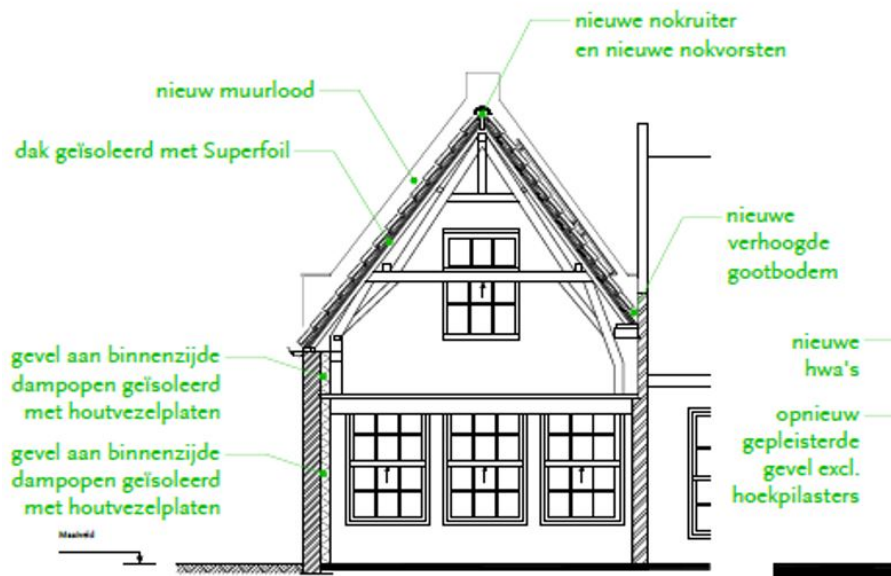 nieuwe nokruiter
en nieuwe nokvorsten
nieuw muurlood
dak geïsoleerd met Superfoil
nieuwe
verhoogde
gootbodem
gevel aan binnenzijde
dampopen geïsoleerd
met houtvezelplaten
nieuwe
hwa's
gevel aan binnenzijde
dampopen geïsoleerd
met houtvezelplaten
opnieuw
gepleisterde
gevel excl.
hoekpilasters
Maaiveld